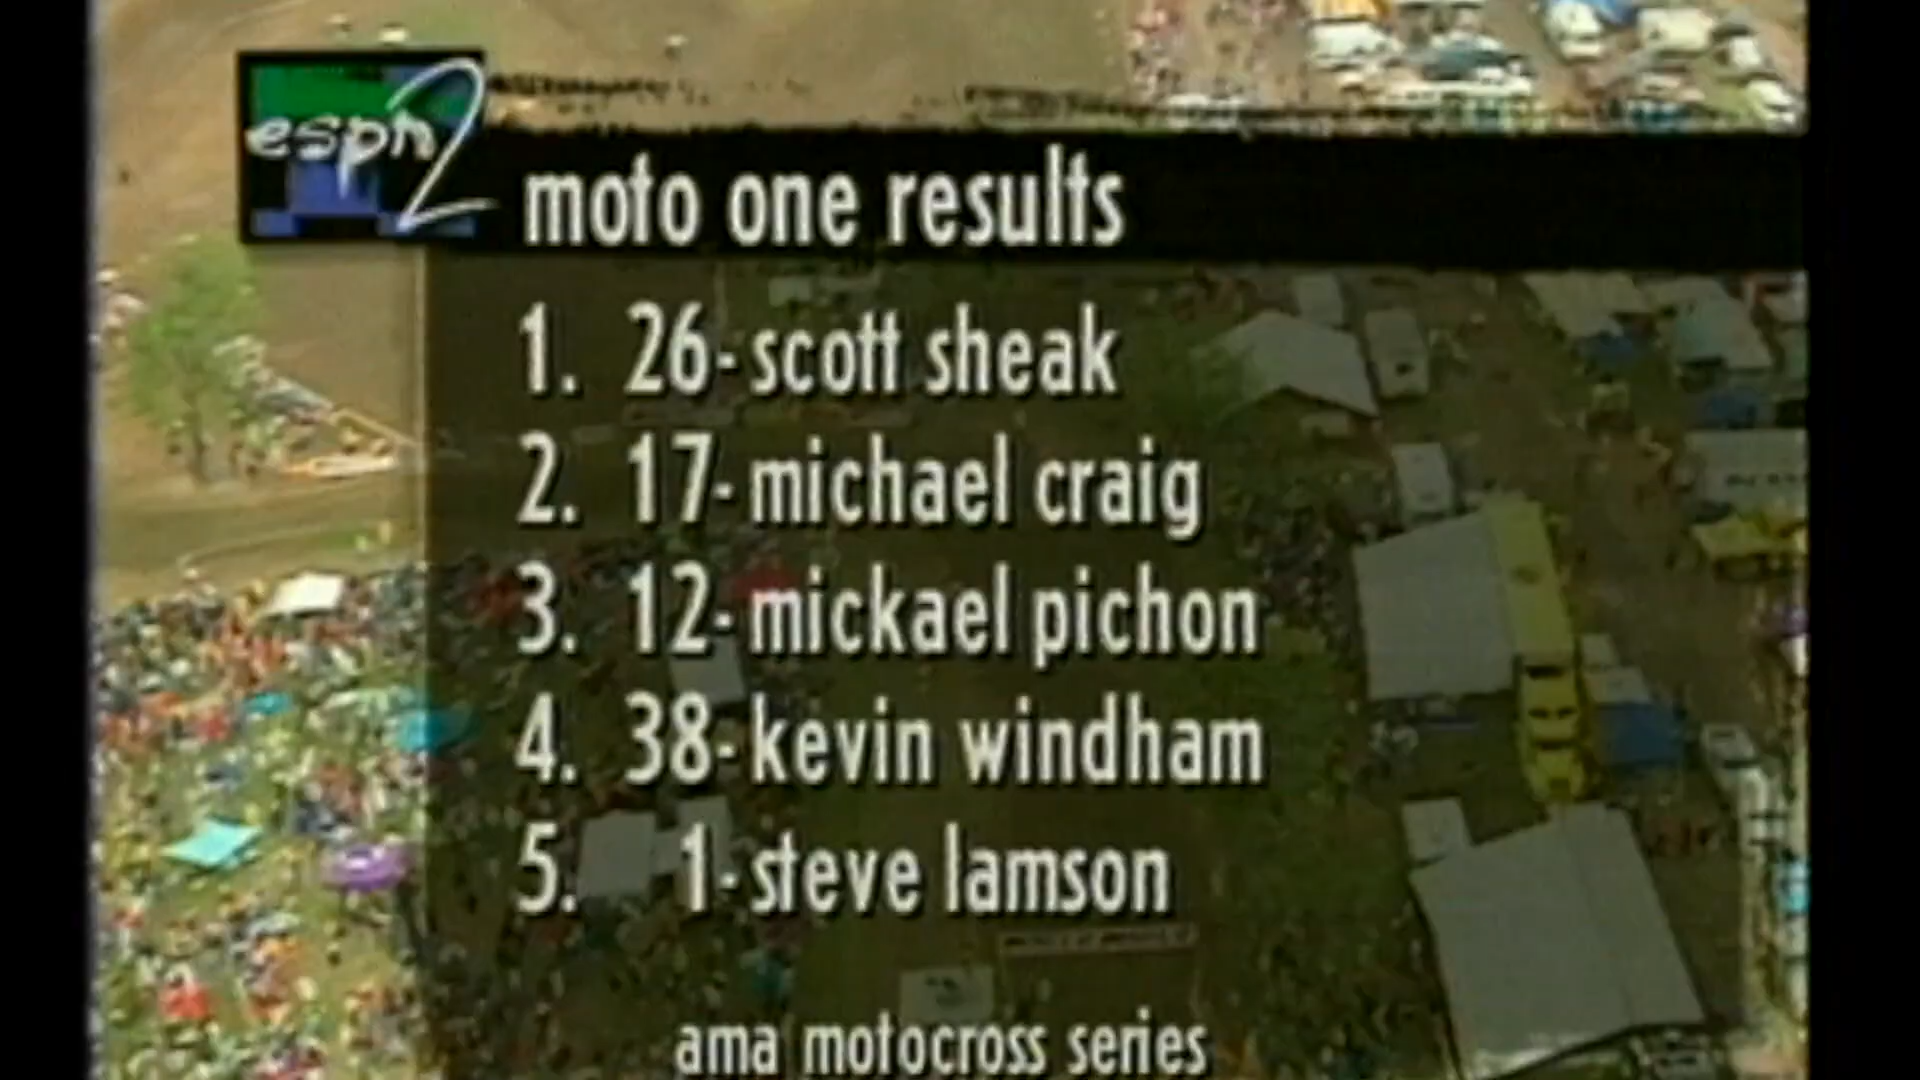 espn2
moto one results
1. 26-scott sheak
2. 17-michael craig
3. 12-mickael pichon
4. 38-kevin windham
5. 1-steve lamson
ama motocross series